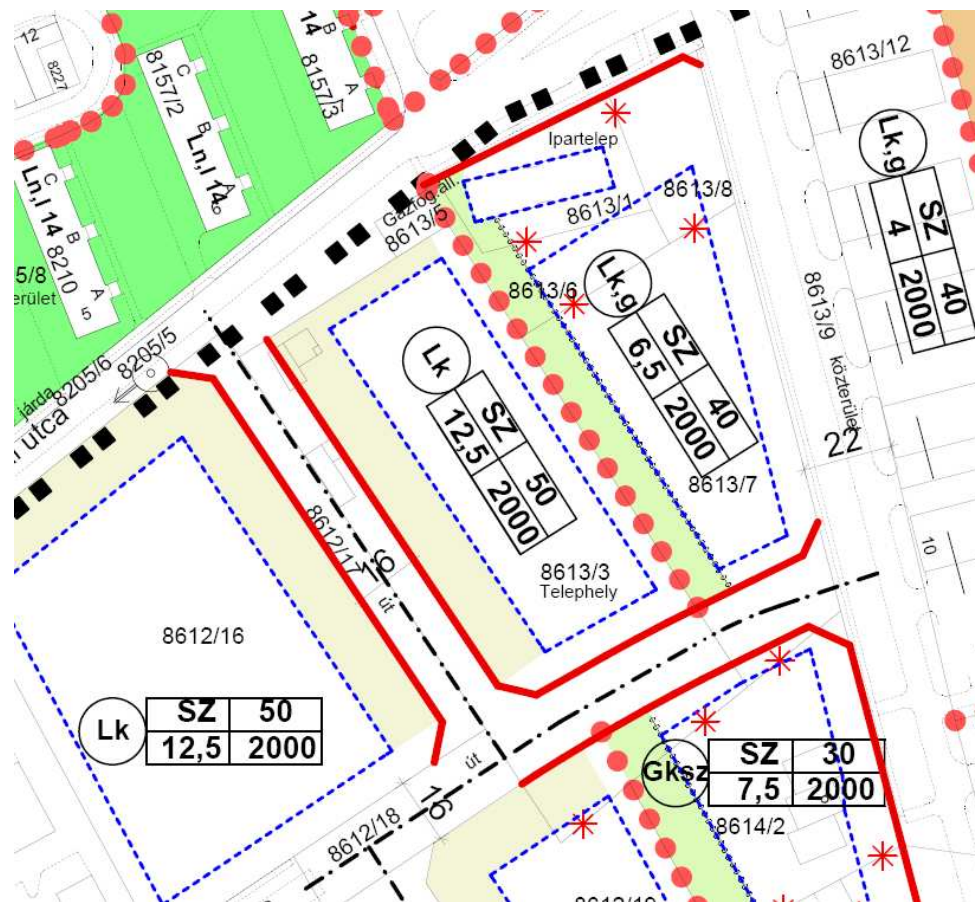 12
8227
C
B
A
8157/2
Ln,I 14
14
B
A
8157/3
Ln,I 14
C
B
A
8210
5/8
erület
járda
8205/6
8205/5
utca
Gázfog.áll.
8613/5
Ipartelep
8613/1
8613/8
8613/6
Lk,g
SZ 40
6,5 2000
8613/7
8613/12
Lk,g
SZ 40
4 2000
8613/9
közterület
22
10
Lk
SZ 50
12,5 2000
8613/3
Telephely
8612/17
út
8612/16
Lk
SZ 50
12,5 2000
út
16
8612/18
Gksz
SZ 30
7,5 2000
8614/2
8612/19